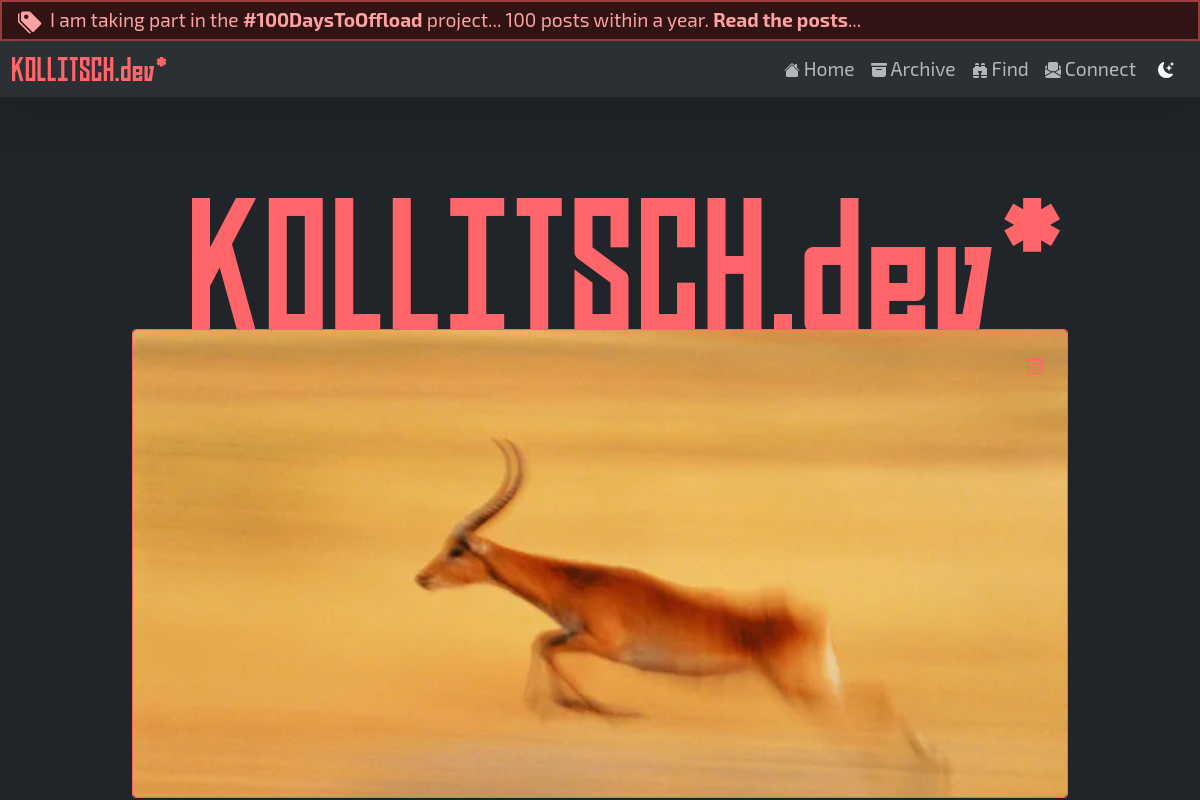 I am taking part in the #100DaysToOffload project... 100 posts within a year. Read the posts...
KOLLITSCH.dev*
Home Archive Find Connect
KOLLITSCH.dev*